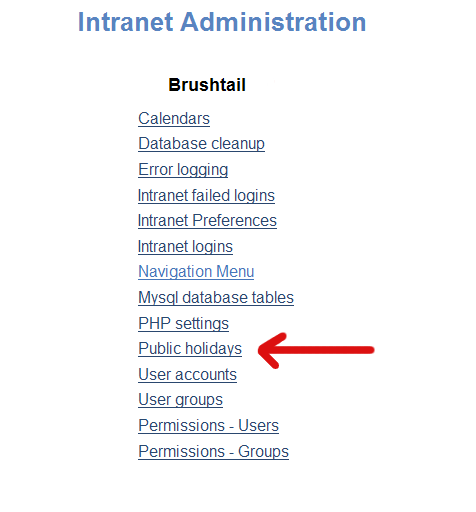 Intranet Administration
Brushtail
Calendars
Database cleanup
Error logging
Intranet failed logins
Intranet Preferences
Intranet logins
Navigation Menu
Mysql database tables
PHP settings
Public holidays
User accounts
User groups
Permissions - Users
Permissions - Groups